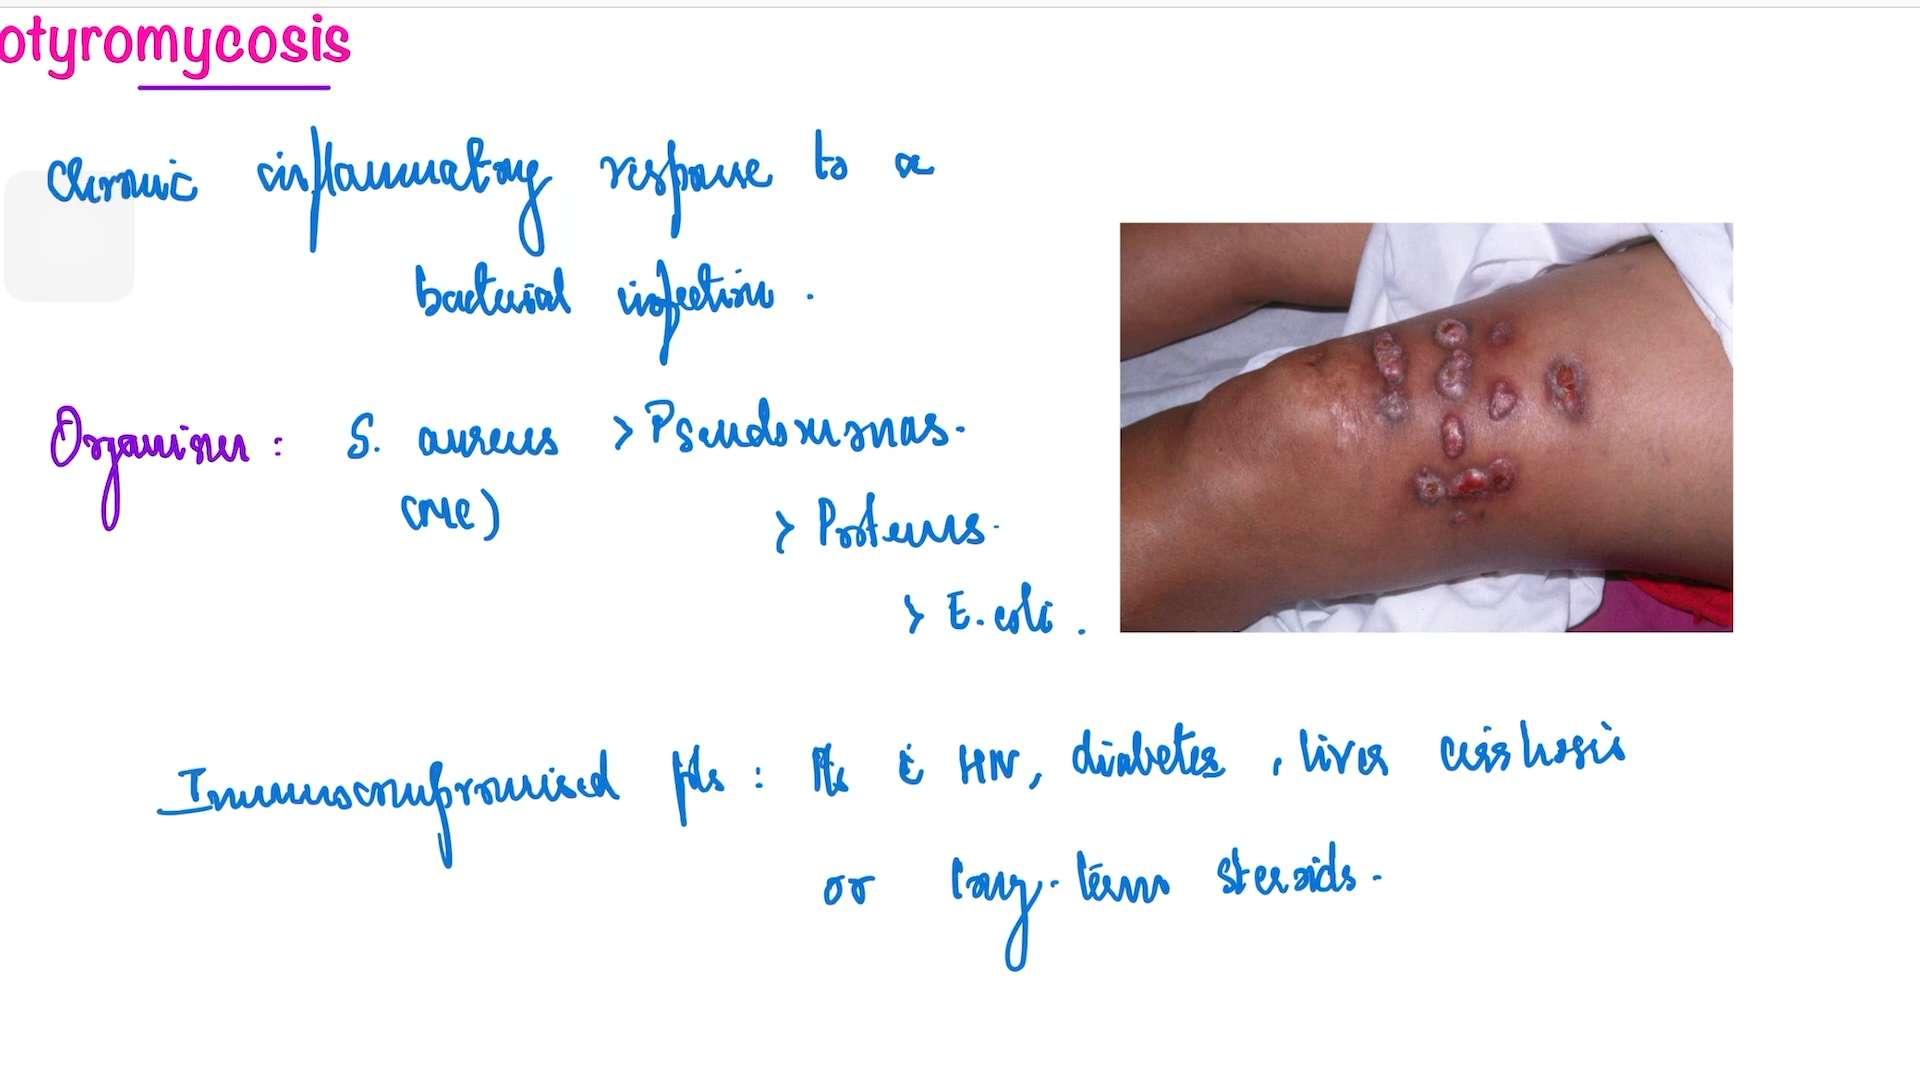 otyromycosis
Chronic inflammatory response to a
bacterial infection.
Organism: S. aureus > Pseudomonas.
(MC)
> Proteus.
> E. coli.
Immunocompromised pts: Pts c̄ HIV, diabetes, liver cirrhosis
or long-term steroids.